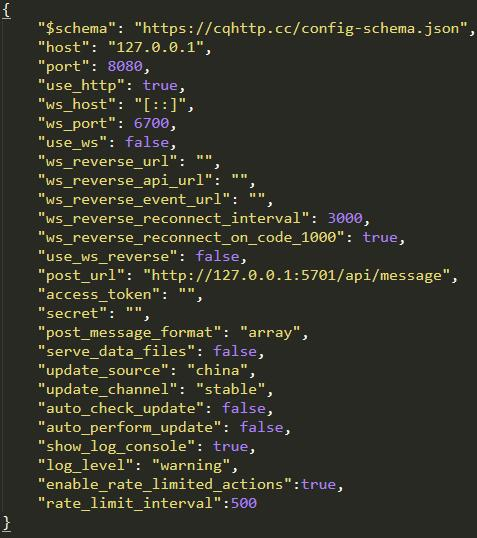 {
"$schema": "https://cqhttp.cc/config-schema.json",
"host": "127.0.0.1",
"port": 8080,
"use_http": true,
"ws_host": "[::]",
"ws_port": 6700,
"use_ws": false,
"ws_reverse_url": "",
"ws_reverse_api_url": "",
"ws_reverse_event_url": "",
"ws_reverse_reconnect_interval": 3000,
"ws_reverse_reconnect_on_code_1000": true,
"use_ws_reverse": false,
"post_url": "http://127.0.0.1:5701/api/message",
"access_token": "",
"secret": "",
"post_message_format": "array",
"serve_data_files": false,
"update_source": "china",
"update_channel": "stable",
"auto_check_update": false,
"auto_perform_update": false,
"show_log_console": true,
"log_level": "warning",
"enable_rate_limited_actions":true,
"rate_limit_interval":500
}